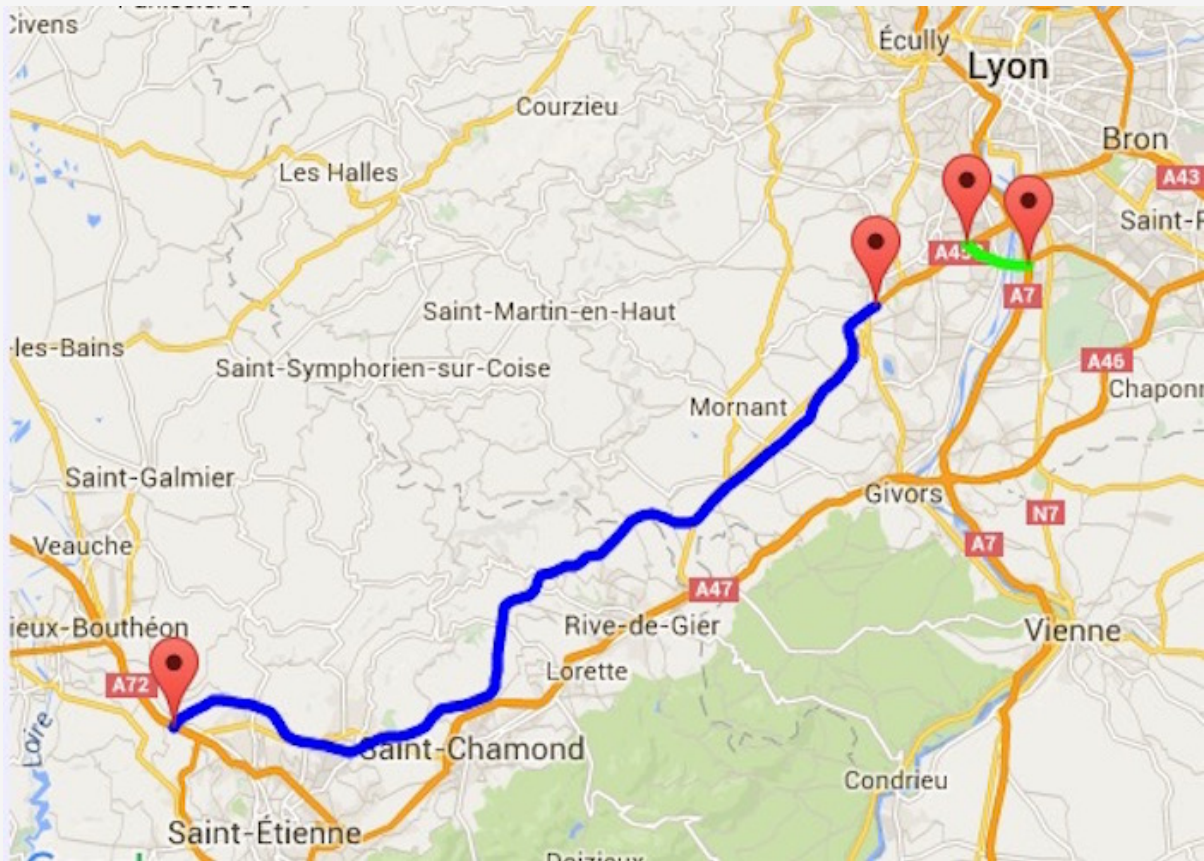 Civens
Écully
Lyon
Courzieu
Bron
Les Halles
A43
Saint-
A450
A7
Saint-Martin-en-Haut
-les-Bains
Saint-Symphorien-sur-Coise
A46
Chapon
Mornant
Saint-Galmier
Givors
N7
Veauche
A7
A47
ieux-Bouthéon
Rive-de-Gier
Vienne
A72
Lorette
Loire
Saint-Chamond
Condrieu
Saint-Étienne